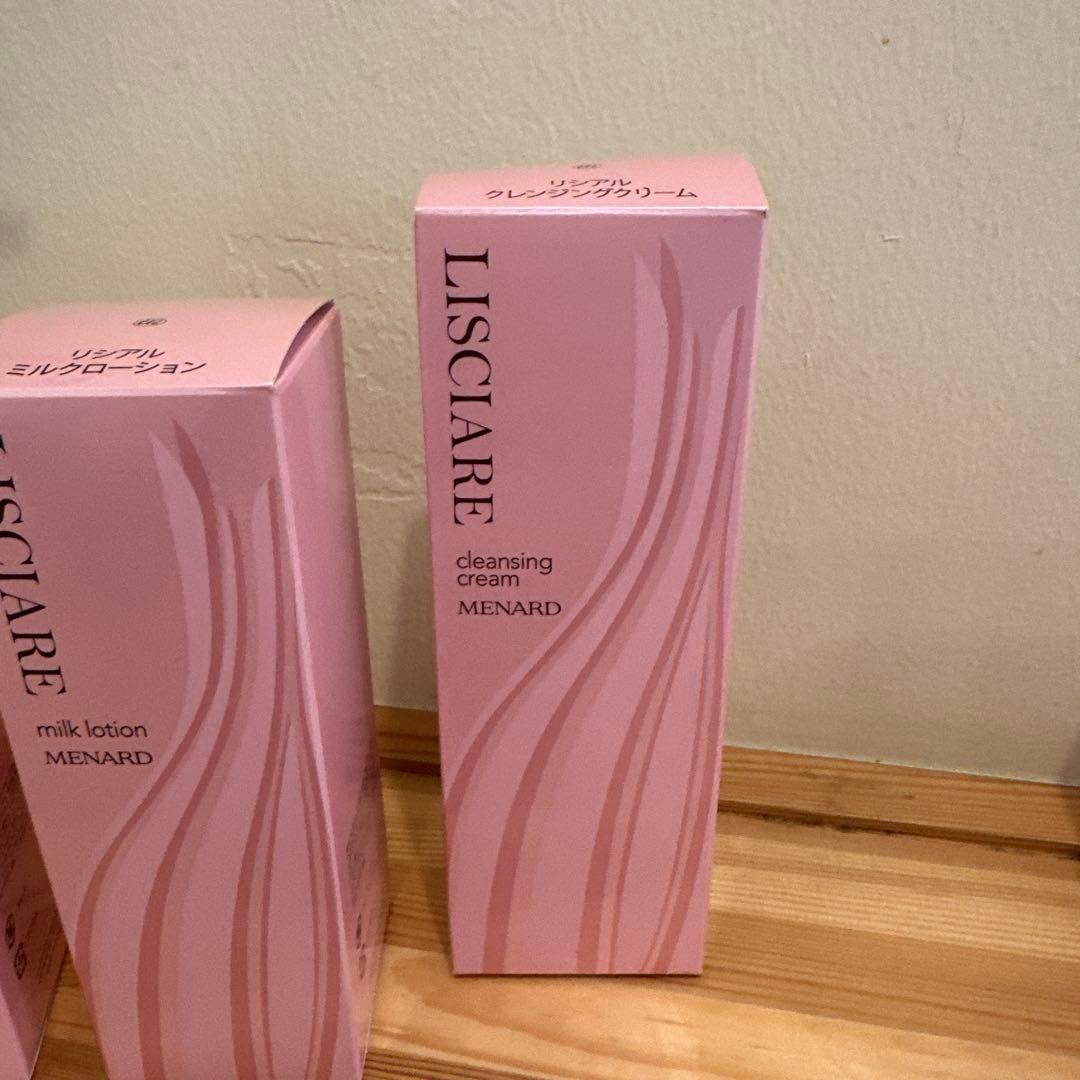 リシアル
クレンジングクリーム
LISCIARE
cleansing
cream
MENARD
リシアル
ミルクローション
LISCIARE
milk lotion
MENARD